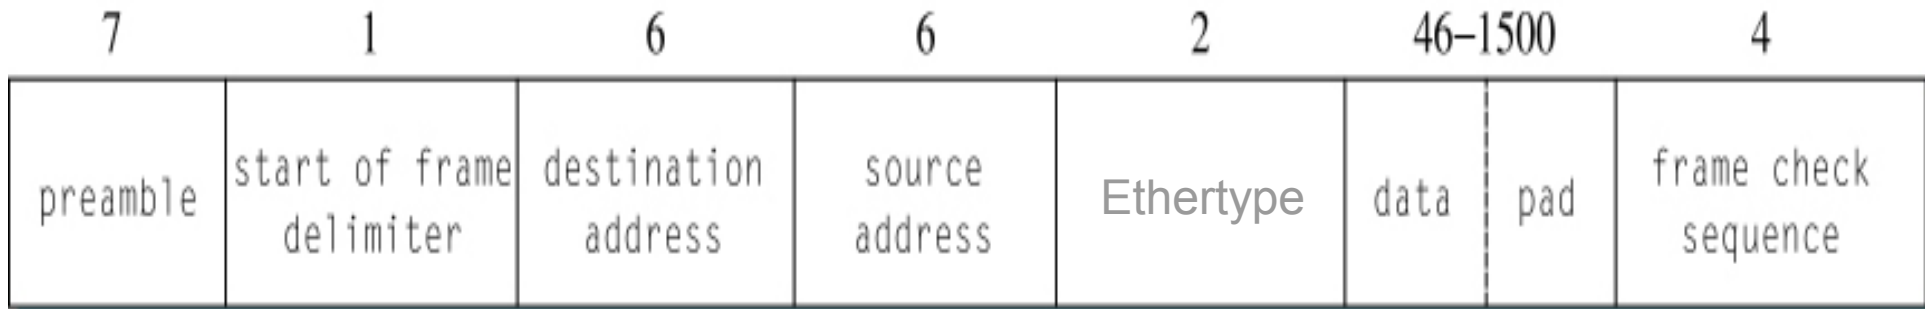 7 1 6 6 2 46–1500 4
preamble
start of frame
delimiter
destination
address
source
address
Ethertype
data
pad
frame check
sequence